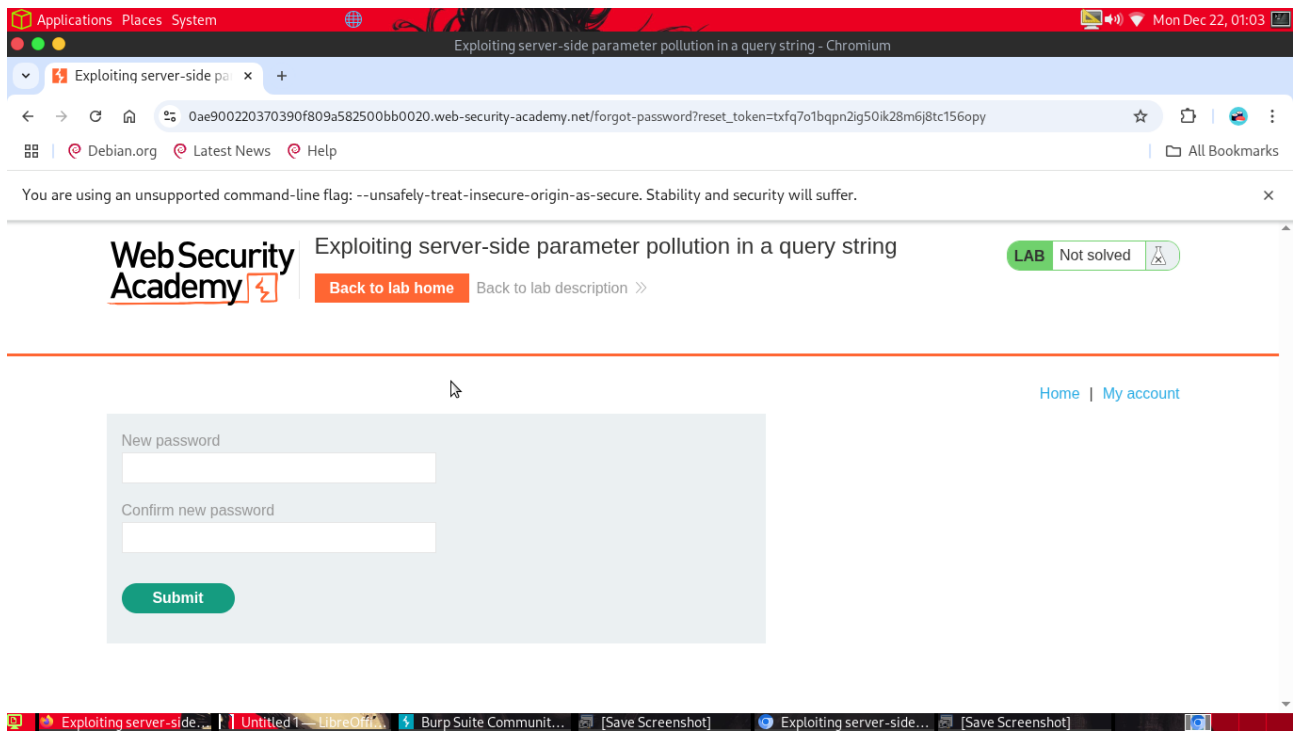 Applications Places System
Mon Dec 22, 01:03
Exploiting server-side parameter pollution in a query string - Chromium
Exploiting server-side pa
0ae900220370390f809a582500bb0020.web-security-academy.net/forgot-password?reset_token=txfq7o1bqpn2ig50ik28m6j8tc156opy
Debian.org Latest News Help All Bookmarks
You are using an unsupported command-line flag: --unsafely-treat-insecure-origin-as-secure. Stability and security will suffer.
Web Security Academy
Exploiting server-side parameter pollution in a query string
LAB Not solved
Back to lab home Back to lab description
Home | My account
New password
Confirm new password
Submit
Exploiting server-side... Untitled 1 — LibreOffi... Burp Suite Communit... [Save Screenshot] Exploiting server-side... [Save Screenshot]